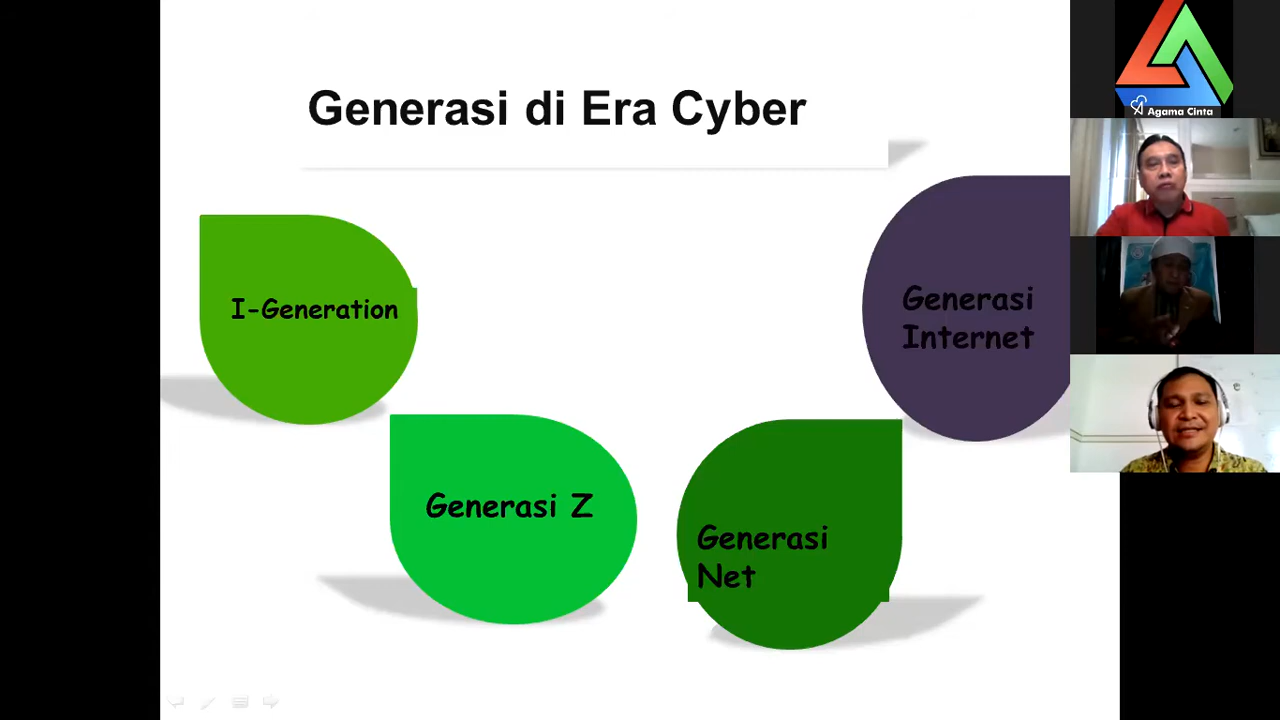 Generasi di Era Cyber
Agama Cinta
I-Generation
Generasi
Internet
Generasi Z
Generasi
Net